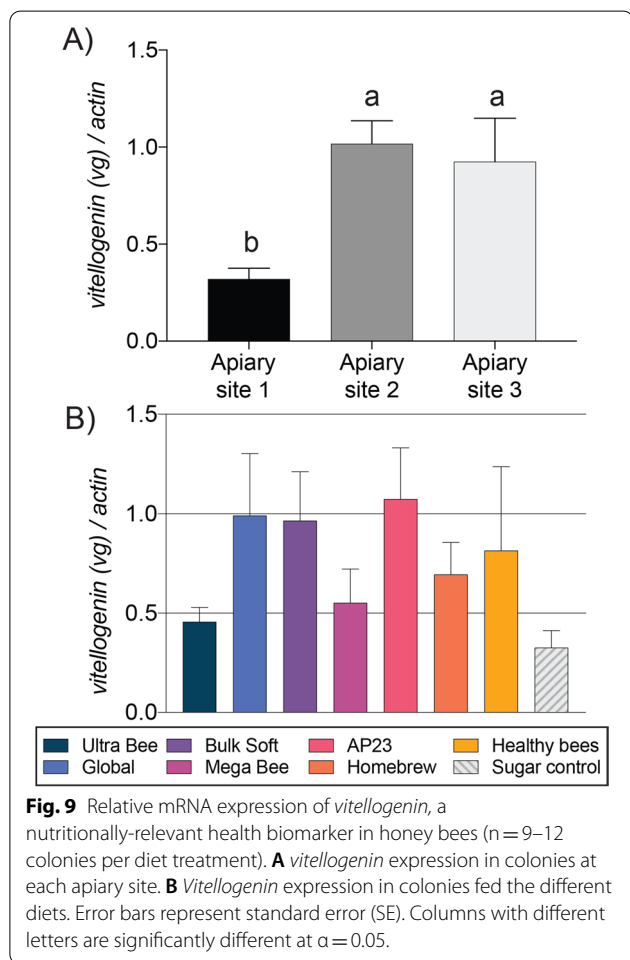 A)
1.5
1.0
0.5
0.0
vitellogenin (vg) / actin
b
a
a
Apiary site 1
Apiary site 2
Apiary site 3
B)
1.5
1.0
0.5
0.0
vitellogenin (vg) / actin
Ultra Bee
Bulk Soft
AP23
Healthy bees
Global
Mega Bee
Homebrew
Sugar control
Fig. 9 Relative mRNA expression of vitellogenin, a
nutritionally-relevant health biomarker in honey bees (n = 9–12
colonies per diet treatment). A vitellogenin expression in colonies at
each apiary site. B Vitellogenin expression in colonies fed the different
diets. Error bars represent standard error (SE). Columns with different
letters are significantly different at α = 0.05.